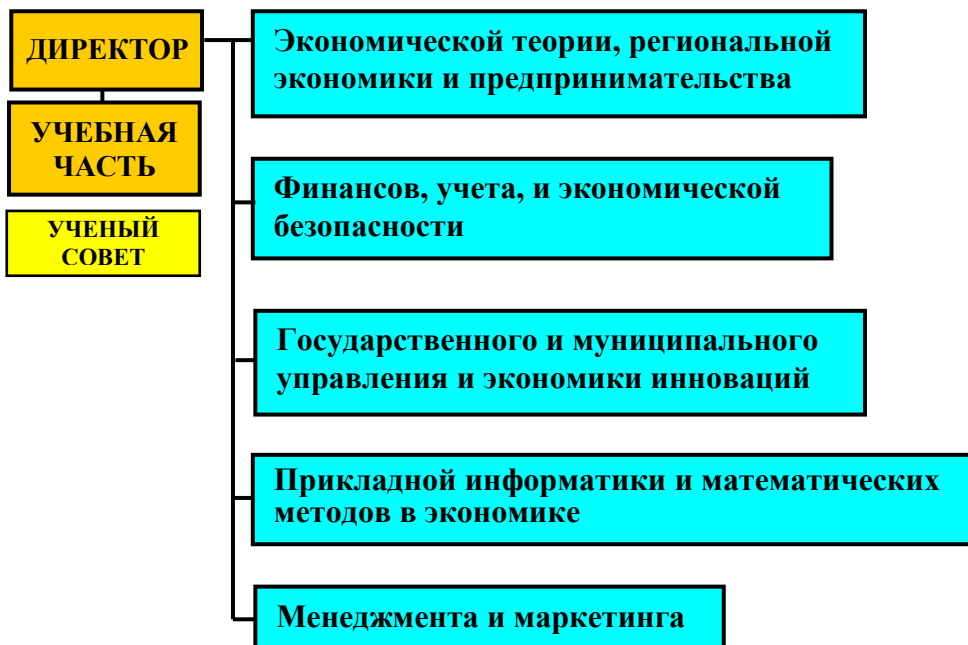 ДИРЕКТОР
УЧЕБНАЯ
ЧАСТЬ
УЧЕНЫЙ
СОВЕТ
Экономической теории, региональной
экономики и предпринимательства
Финансов, учета, и экономической
безопасности
Государственного и муниципального
управления и экономики инноваций
Прикладной информатики и математических
методов в экономике
Менеджмента и маркетинга